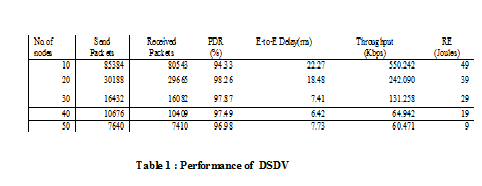 No of nodes Send Packets Received Packets PDR (%) E-to-E Delay(ms) Throughput (Kbps) RE (Joules)
10 85384 80543 94.33 22.27 550.242 49
20 30188 29665 98.26 18.48 242.090 39
30 16432 16082 97.87 7.41 131.258 29
40 10676 10409 97.49 6.42 64.942 19
50 7640 7410 96.98 7.73 60.471 9
Table 1 : Performance of DSDV